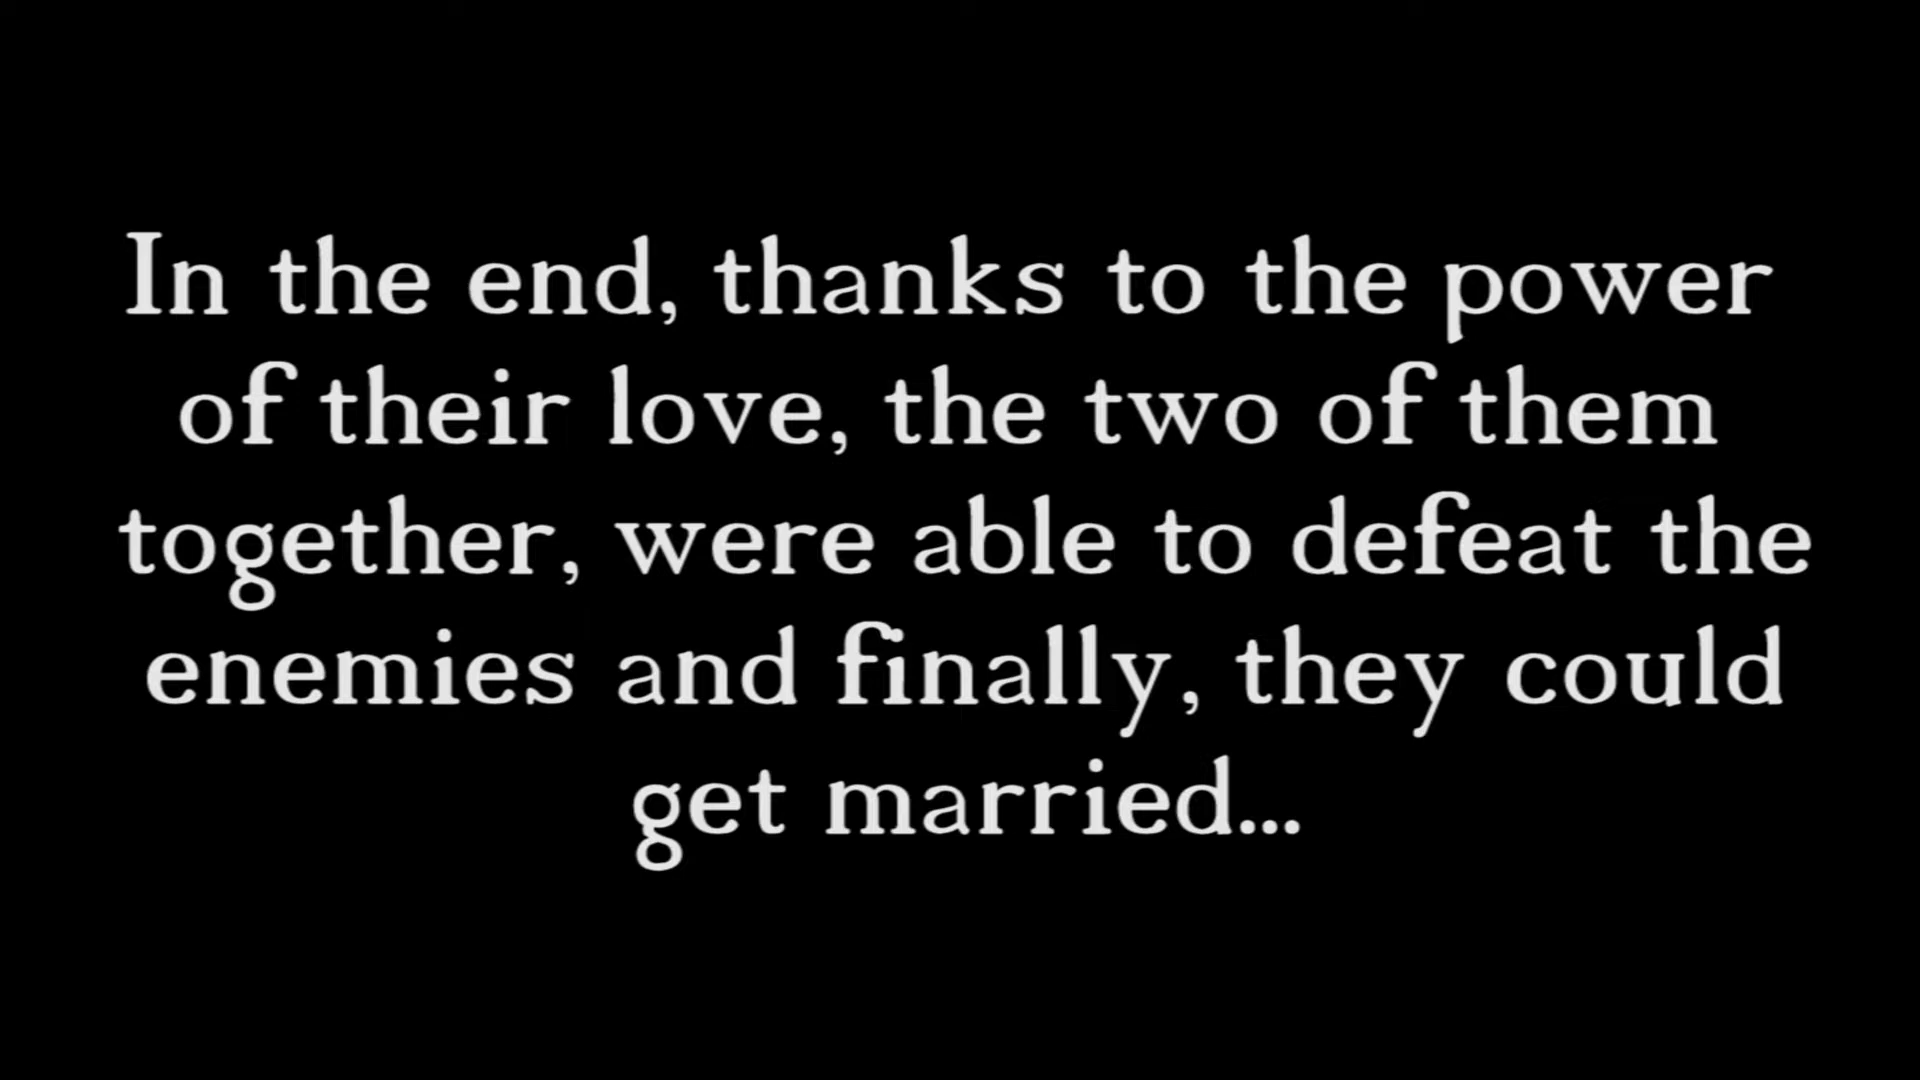 In the end, thanks to the power
of their love, the two of them
together, were able to defeat the
enemies and finally, they could
get married...